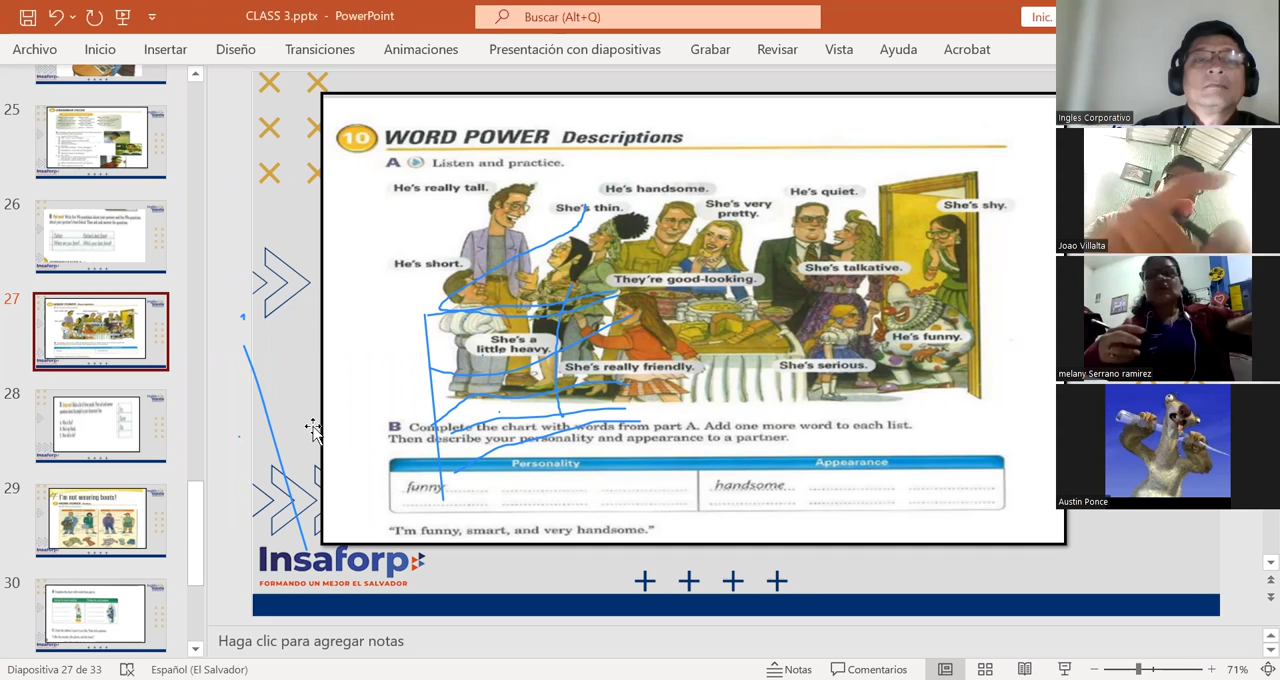 CLASS 3.pptx - PowerPoint
Buscar (Alt+Q)
Inic.
Archivo Inicio Insertar Diseño Transiciones Animaciones Presentación con diapositivas Grabar Revisar Vista Ayuda Acrobat
25
26
27
28
29
30
I'm not wearing boots!
10 WORD POWER Descriptions
A Listen and practice.
He's really tall.
He's handsome.
He's quiet.
She's thin.
She's very
pretty.
She's shy.
He's short.
They're good-looking.
She's talkative.
She's a
little heavy.
He's funny.
She's really friendly.
She's serious.
B Complete the chart with words from part A. Add one more word to each list.
Then describe your personality and appearance to a partner.
Personality Appearance
funny handsome
"I'm funny, smart, and very handsome."
Insaforp
FORMANDO UN MEJOR EL SALVADOR
Ingles Corporativo
Joao Villalta
melany Serrano ramirez
Austin Ponce
Haga clic para agregar notas
Diapositiva 27 de 33 Español (El Salvador) Notas Comentarios 71%